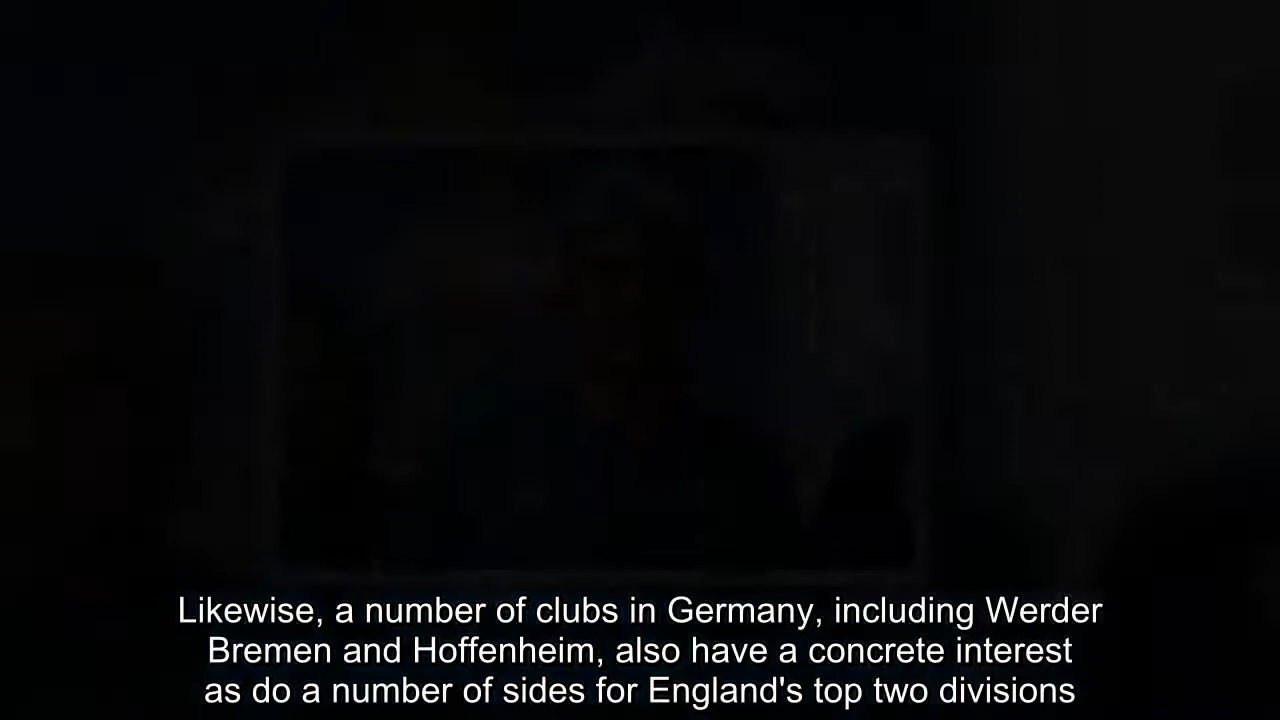 Likewise, a number of clubs in Germany, including Werder
Bremen and Hoffenheim, also have a concrete interest
as do a number of sides for England's top two divisions